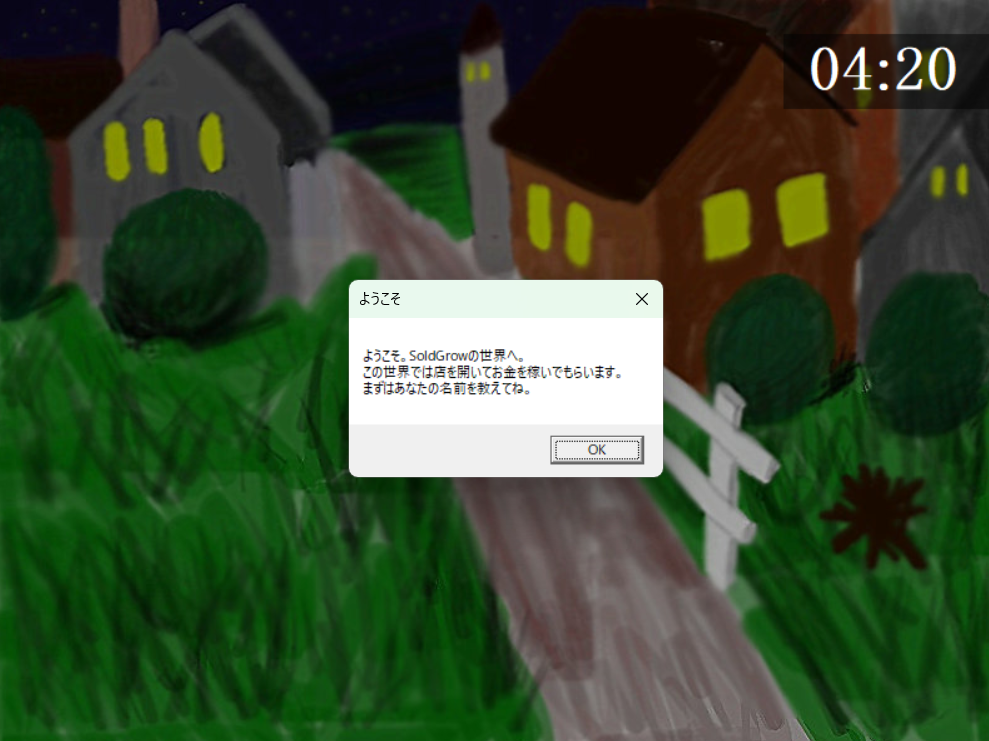 04:20
ようこそ
ようこそ。SoldGrowの世界へ。
この世界では店を開いてお金を稼いでもらいます。
まずはあなたの名前を教えてね。
OK